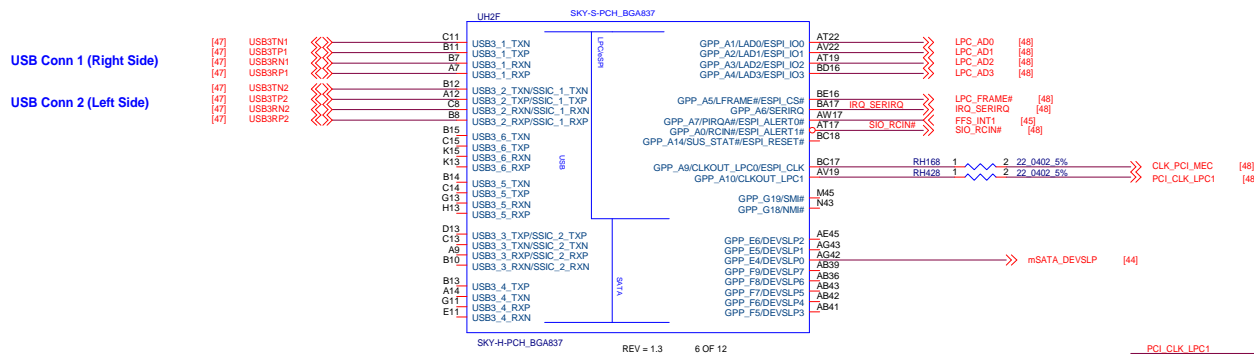 SKY-S-PCH_BGA837
UH2F
USB Conn 1 (Right Side)
[47] USB3TN1 C11 USB3_1_TXN
[47] USB3TP1 B11 USB3_1_TXP
[47] USB3RN1 B7 USB3_1_RXN
[47] USB3RP1 A7 USB3_1_RXP
USB Conn 2 (Left Side)
[47] USB3TN2 B12 USB3_2_TXN/SSIC_1_TXN
[47] USB3TP2 A12 USB3_2_TXP/SSIC_1_TXP
[47] USB3RN2 C8 USB3_2_RXN/SSIC_1_RXN
[47] USB3RP2 B8 USB3_2_RXP/SSIC_1_RXP
B15 USB3_6_TXN
C15 USB3_6_TXP
K15 USB3_6_RXN
K13 USB3_6_RXP
B14 USB3_5_TXN
C14 USB3_5_TXP
G13 USB3_5_RXN
H13 USB3_5_RXP
D13 USB3_3_TXP/SSIC_2_TXP
C13 USB3_3_TXN/SSIC_2_TXN
A9 USB3_3_RXP/SSIC_2_RXP
B10 USB3_3_RXN/SSIC_2_RXN
B13 USB3_4_TXP
A14 USB3_4_TXN
G11 USB3_4_RXP
E11 USB3_4_RXN
LPC/eSPI
USB
SATA
GPP_A1/LAD0/ESPI_IO0 AT22 LPC_AD0 [48]
GPP_A2/LAD1/ESPI_IO1 AV22 LPC_AD1 [48]
GPP_A3/LAD2/ESPI_IO2 AT19 LPC_AD2 [48]
GPP_A4/LAD3/ESPI_IO3 BD16 LPC_AD3 [48]
GPP_A5/LFRAME#/ESPI_CS# BE16 LPC_FRAME# [48]
GPP_A6/SERIRQ BA17 IRQ_SERIRQ IRQ_SERIRQ [48]
GPP_A7/PIRQA#/ESPI_ALERT0# AW17 FFS_INT1 [45]
GPP_A0/RCIN#/ESPI_ALERT1# AT17 SIO_RCIN# SIO_RCIN# [48]
GPP_A14/SUS_STAT#/ESPI_RESET# BC18
GPP_A9/CLKOUT_LPC0/ESPI_CLK BC17 RH168 1 2 22_0402_5% CLK_PCI_MEC [48]
GPP_A10/CLKOUT_LPC1 AV19 RH428 1 2 22_0402_5% PCI_CLK_LPC1 [48
GPP_G19/SMI# M45
GPP_G18/NMI# N43
GPP_E6/DEVSLP2 AE45
GPP_E5/DEVSLP1 AG43
GPP_E4/DEVSLP0 AG42 mSATA_DEVSLP [44]
GPP_F9/DEVSLP7 AB39
GPP_F8/DEVSLP6 AB36
GPP_F7/DEVSLP5 AB43
GPP_F6/DEVSLP4 AB42
GPP_F5/DEVSLP3 AB41
SKY-H-PCH_BGA837
REV = 1.3 6 OF 12
PCI_CLK_LPC1